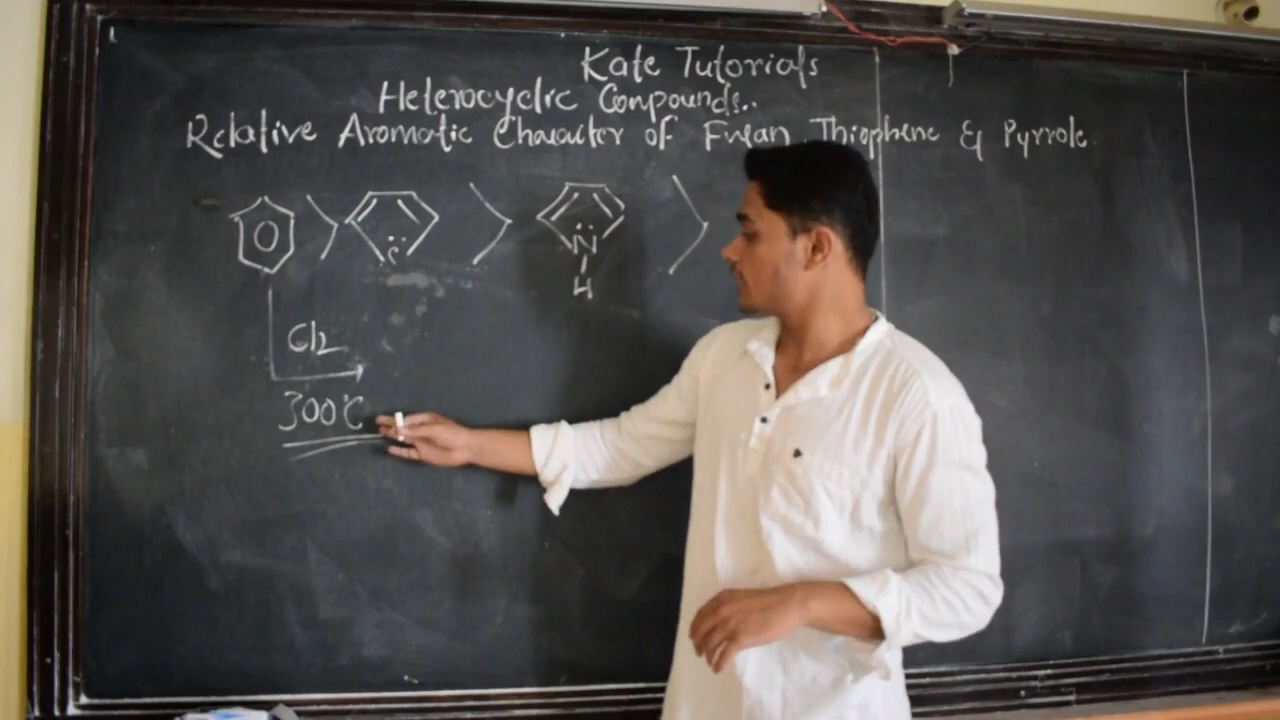 Kate Tutorials
Heterocyclic Compounds..
Relative Aromatic Character of Furan Thiophene & Pyrrole.
N
H
Cl2
300°C